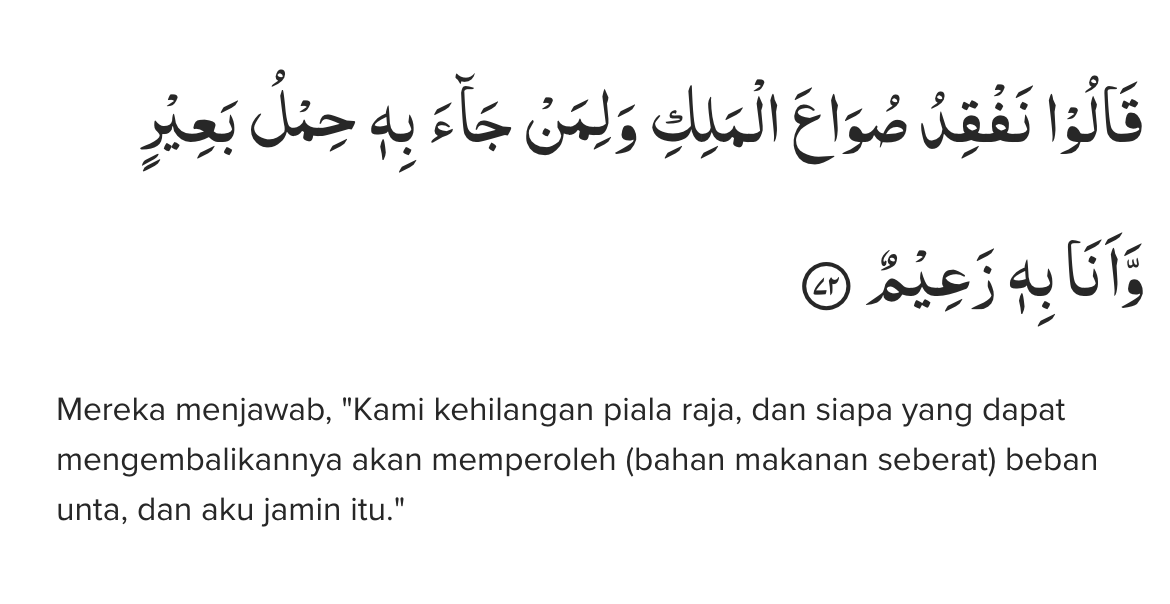 قَالُوْا نَفْقِدُ صُوَاعَ الْمَلِكِ وَلِمَنْ جَاۤءَ بِهٖ حِمْلُ بَعِيْرٍ
وَّاَنَا۠ بِهٖ زَعِيْمٌ ٧٢
Mereka menjawab, "Kami kehilangan piala raja, dan siapa yang dapat
mengembalikannya akan memperoleh (bahan makanan seberat) beban
unta, dan aku jamin itu."